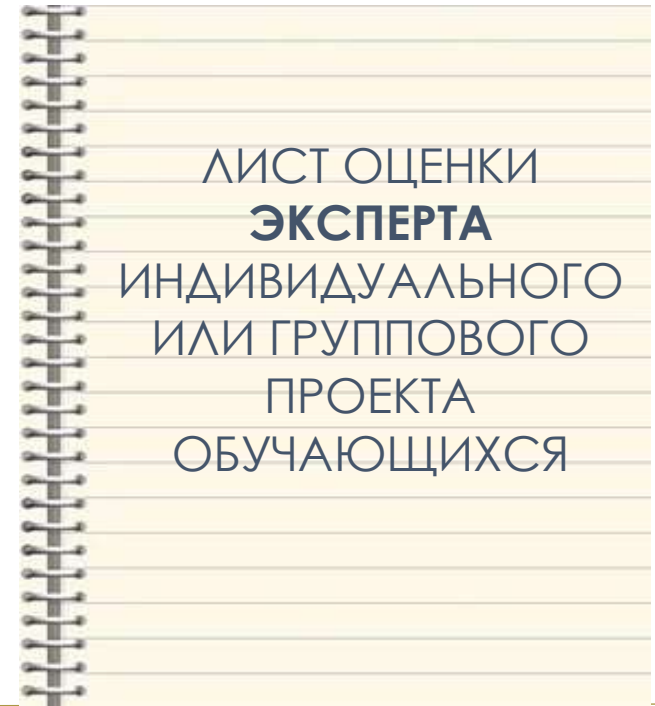 ЛИСТ ОЦЕНКИ
ЭКСПЕРТА
ИНДИВИДУАЛЬНОГО
ИЛИ ГРУППОВОГО
ПРОЕКТА
ОБУЧАЮЩИХСЯ